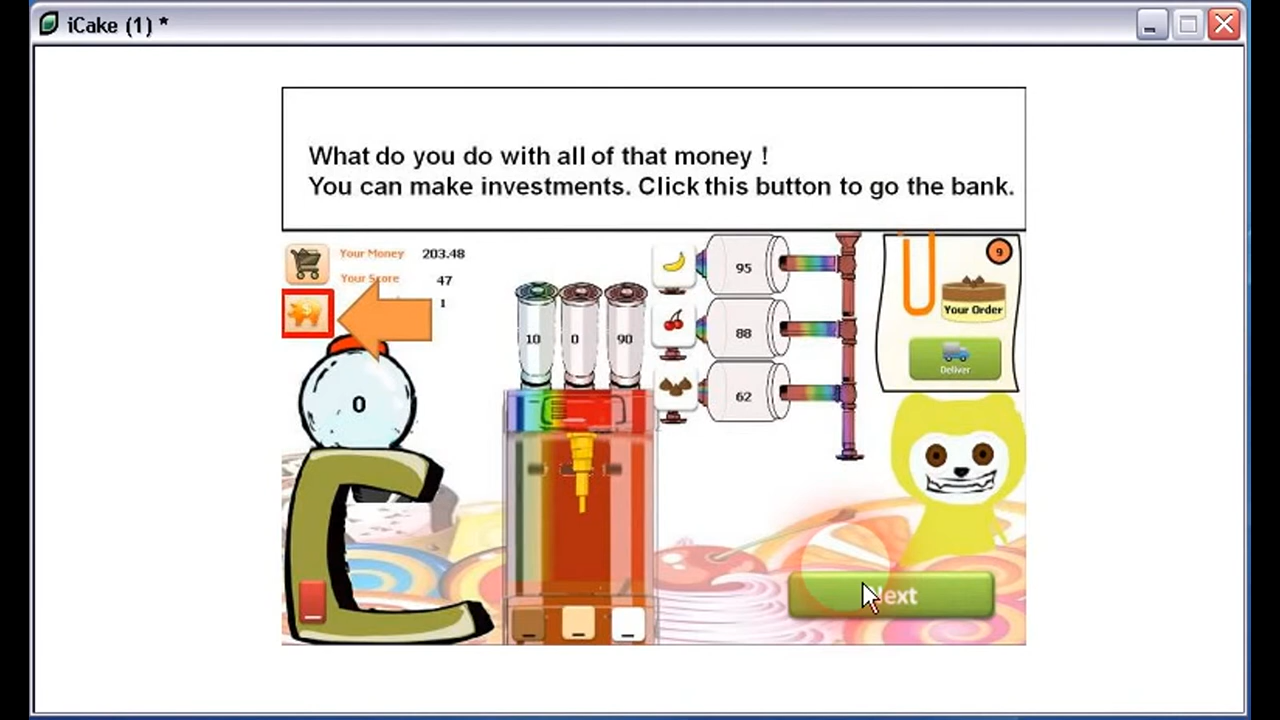 iCake (1) *
What do you do with all of that money !
You can make investments. Click this button to go the bank.
Your Money 203.48
Your Score 47
1
0
10 0 90
95
88
62
9
Your Order
Deliver
Next